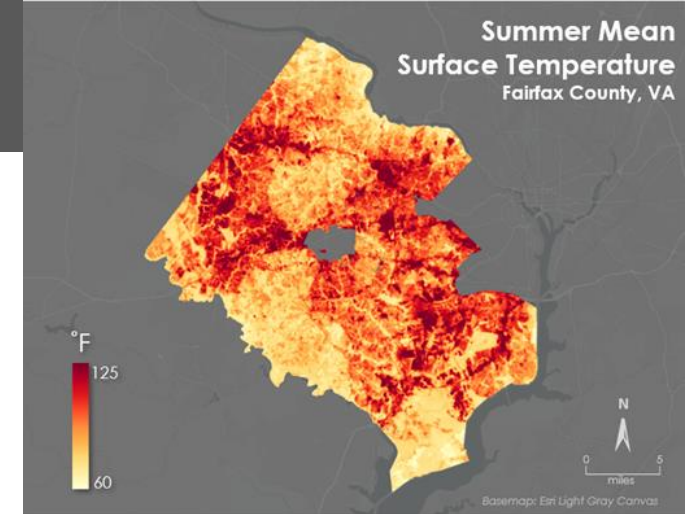 Summer Mean
Surface Temperature
Fairfax County, VA
°F
125
60
N
0 5
miles
Basemap: Esri Light Gray Canvas